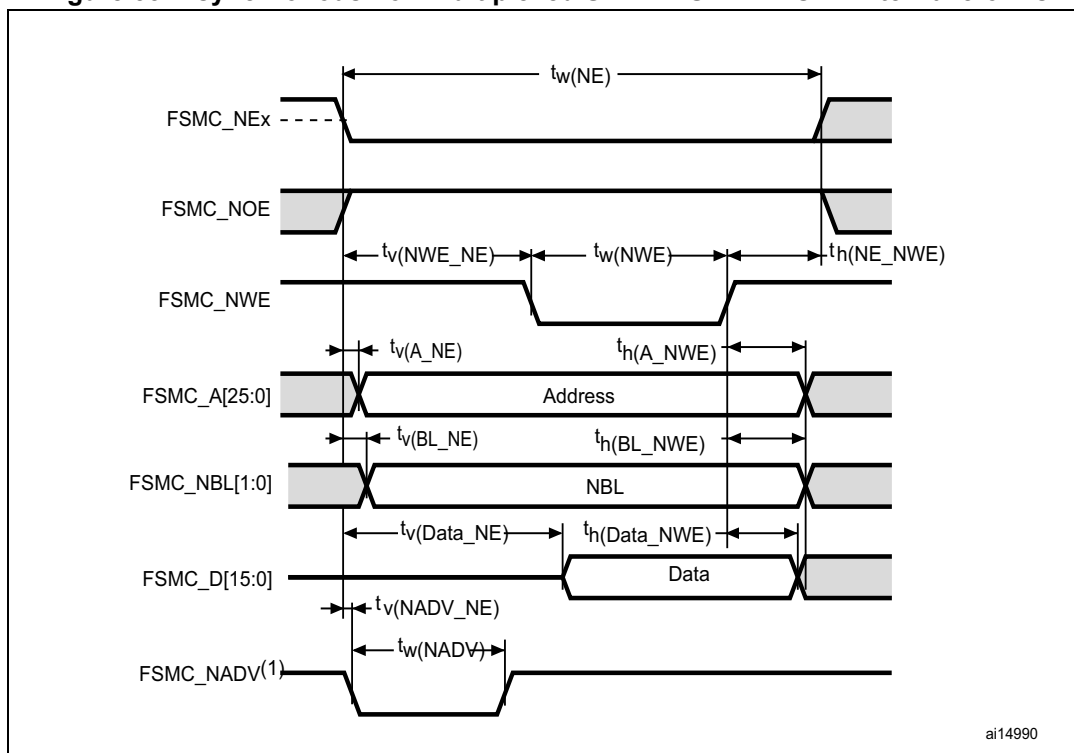 tw(NE)
FSMC_NEx
FSMC_NOE
tv(NWE_NE)
tw(NWE)
th(NE_NWE)
FSMC_NWE
tv(A_NE)
th(A_NWE)
FSMC_A[25:0]
Address
tv(BL_NE)
th(BL_NWE)
FSMC_NBL[1:0]
NBL
tv(Data_NE)
th(Data_NWE)
FSMC_D[15:0]
Data
tv(NADV_NE)
tw(NADV)
FSMC_NADV(1)
ai14990